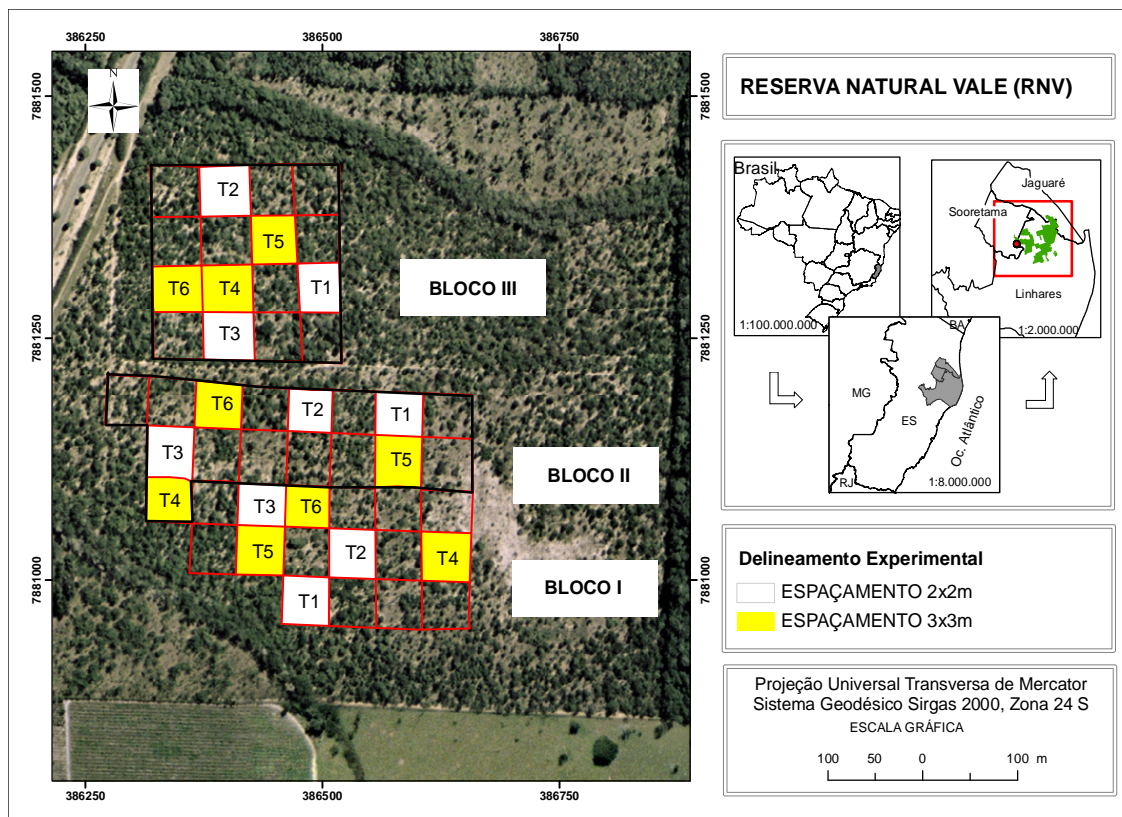 386250
386500
386750
7881500
7881500
N
T2
T5
T6
T4
T1
T3
BLOCO III
7881250
7881250
T6
T2
T1
T3
T5
BLOCO II
T4
T3
T6
T5
T2
T4
T1
BLOCO I
7881000
7881000
386250
386500
386750
RESERVA NATURAL VALE (RNV)
Brasil
1:100.000.000
Jaguaré
Sooretama
Linhares
1:2.000.000
BA
MG
ES
RJ
Oc. Atlântico
1:8.000.000
Delineamento Experimental
ESPAÇAMENTO 2x2m
ESPAÇAMENTO 3x3m
Projeção Universal Transversa de Mercator
Sistema Geodésico Sirgas 2000, Zona 24 S
ESCALA GRÁFICA
100 50 0 100 m